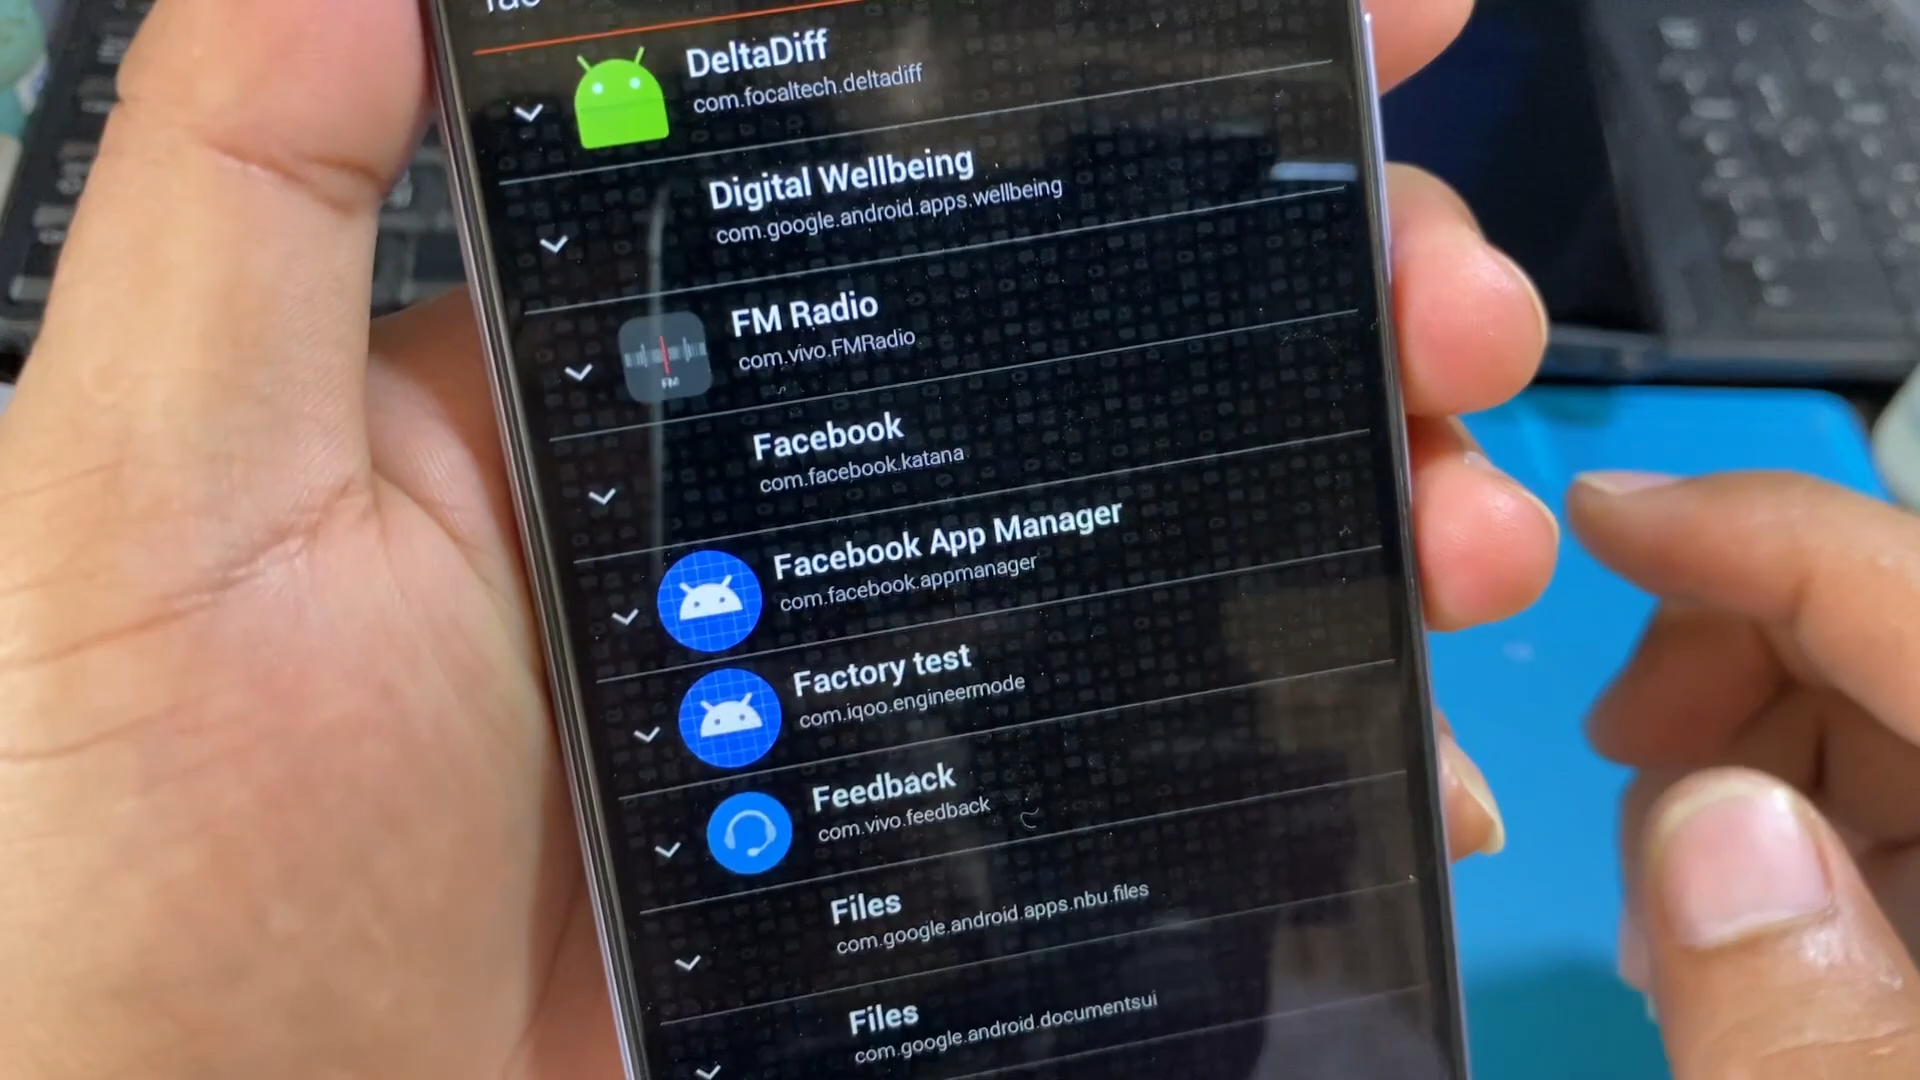 DeltaDiff
com.focaltech.deltadiff
Digital Wellbeing
com.google.android.apps.wellbeing
FM Radio
com.vivo.FMRadio
FM
Facebook
com.facebook.katana
Facebook App Manager
com.facebook.appmanager
Factory test
com.iqoo.engineermode
Feedback
com.vivo.feedback
Files
com.google.android.apps.nbu.files
Files
com.google.android.documentsui